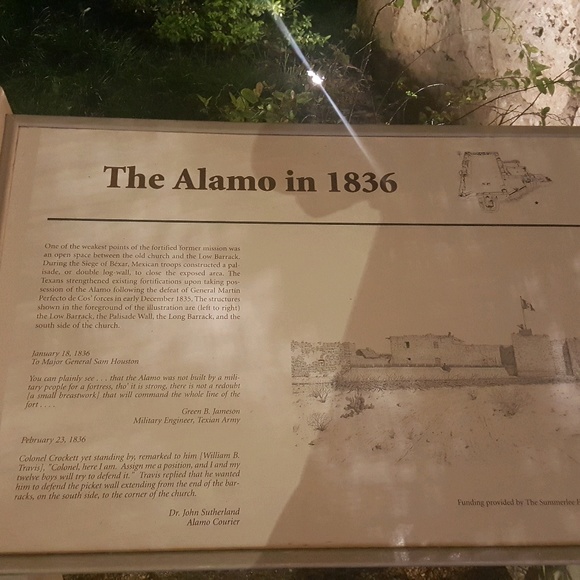 The Alamo in 1836
One of the weakest points of the fortified former mission was
an open space between the old church and the Low Barrack.
During the Siege of Béxar, Mexican troops constructed a pal-
isade, or double log-wall, to close the exposed area. The
Texans strengthened existing fortifications upon taking pos-
session of the Alamo following the defeat of General Martín
Perfecto de Cos' forces in early December 1835. The structures
shown in the foreground of the illustration are (left to right)
the Low Barrack, the Palisade Wall, the Long Barrack, and the
south side of the church.
January 18, 1836
To Major General Sam Houston
You can plainly see . . . that the Alamo was not built by a mili-
tary people for a fortress, tho' it is strong, there is not a redoubt
[a small breastwork] that will command the whole line of the
fort . . . .
Green B. Jameson
Military Engineer, Texian Army
February 23, 1836
Colonel Crockett yet standing by, remarked to him [William B.
Travis], "Colonel, here I am. Assign me a position, and I and my
twelve boys will try to defend it." Travis replied that he wanted
him to defend the picket wall extending from the end of the bar-
racks, on the south side, to the corner of the church.
Dr. John Sutherland
Alamo Courier
Funding provided by The Summerlee